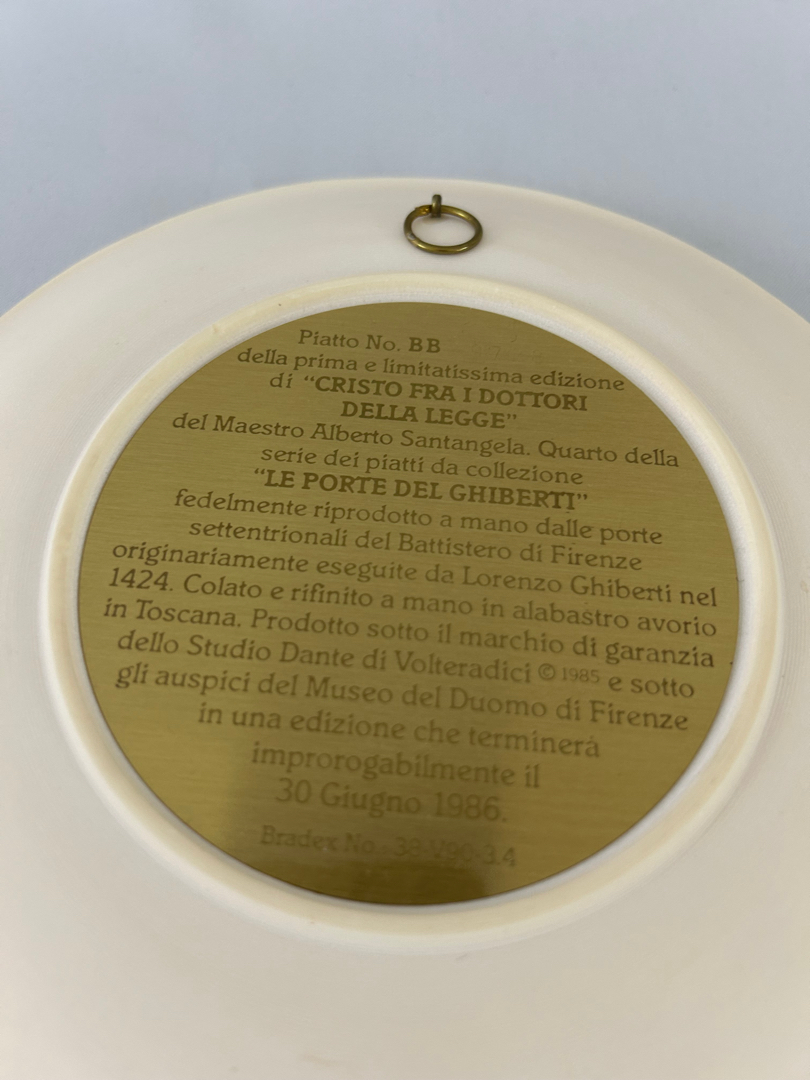 Piatto No. BB
della prima e limitatissima edizione
di "CRISTO FRA I DOTTORI
DELLA LEGGE"
del Maestro Alberto Santangela. Quarto della
serie dei piatti da collezione
"LE PORTE DEL GHIBERTI"
fedelmente riprodotto a mano dalle porte
settentrionali del Battistero di Firenze
originariamente eseguite da Lorenzo Ghiberti nel
1424. Colato e rifinito a mano in alabastro avorio
in Toscana. Prodotto sotto il marchio di garanzia
dello Studio Dante di Volteradici © 1985 e sotto
gli auspici del Museo del Duomo di Firenze
in una edizione che terminerà
improrogabilmente il
30 Giugno 1986.
Bradex No.